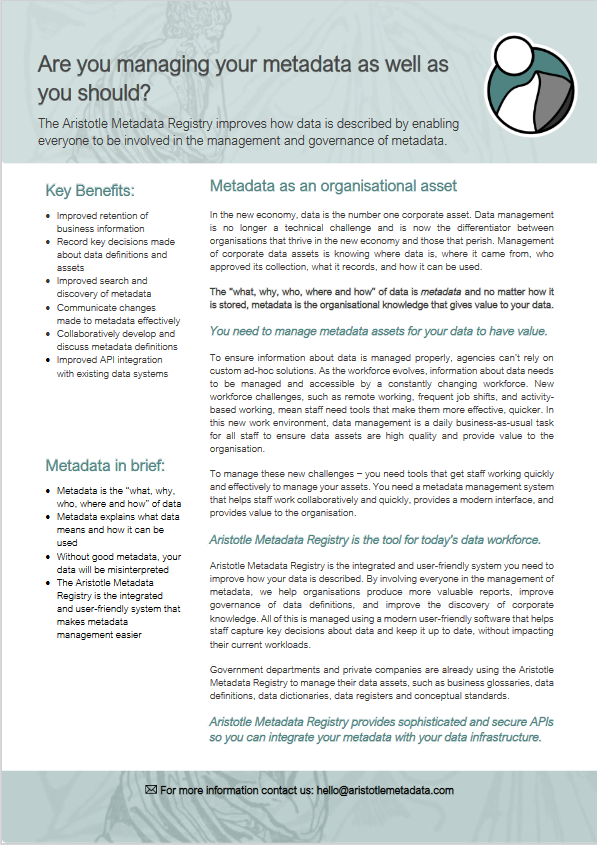 Are you managing your metadata as well as
you should?
The Aristotle Metadata Registry improves how data is described by enabling
everyone to be involved in the management and governance of metadata.
Key Benefits:
• Improved retention of
business information
• Record key decisions made
about data definitions and
assets
• Improved search and
discovery of metadata
• Communicate changes
made to metadata effectively
• Collaboratively develop and
discuss metadata definitions
• Improved API integration
with existing data systems
Metadata in brief:
• Metadata is the "what, why,
who, where and how" of data
• Metadata explains what data
means and how it can be
used
• Without good metadata, your
data will be misinterpreted
• The Aristotle Metadata
Registry is the integrated
and user-friendly system that
makes metadata
management easier
Metadata as an organisational asset
In the new economy, data is the number one corporate asset. Data management
is no longer a technical challenge and is now the differentiator between
organisations that thrive in the new economy and those that perish. Management
of corporate data assets is knowing where data is, where it came from, who
approved its collection, what it records, and how it can be used.
The "what, why, who, where and how" of data is metadata and no matter how it
is stored, metadata is the organisational knowledge that gives value to your data.
You need to manage metadata assets for your data to have value.
To ensure information about data is managed properly, agencies can't rely on
custom ad-hoc solutions. As the workforce evolves, information about data needs
to be managed and accessible by a constantly changing workforce. New
workforce challenges, such as remote working, frequent job shifts, and activity-
based working, mean staff need tools that make them more effective, quicker. In
this new work environment, data management is a daily business-as-usual task
for all staff to ensure data assets are high quality and provide value to the
organisation.
To manage these new challenges – you need tools that get staff working quickly
and effectively to manage your assets. You need a metadata management system
that helps staff work collaboratively and quickly, provides a modern interface, and
provides value to the organisation.
Aristotle Metadata Registry is the tool for today's data workforce.
Aristotle Metadata Registry is the integrated and user-friendly system you need to
improve how your data is described. By involving everyone in the management of
metadata, we help organisations produce more valuable reports, improve
governance of data definitions, and improve the discovery of corporate
knowledge. All of this is managed using a modern user-friendly software that helps
staff capture key decisions about data and keep it up to date, without impacting
their current workloads.
Government departments and private companies are already using the Aristotle
Metadata Registry to manage their data assets, such as business glossaries, data
definitions, data dictionaries, data registers and conceptual standards.
Aristotle Metadata Registry provides sophisticated and secure APIs
so you can integrate your metadata with your data infrastructure.
✉ For more information contact us: hello@aristotlemetadata.com